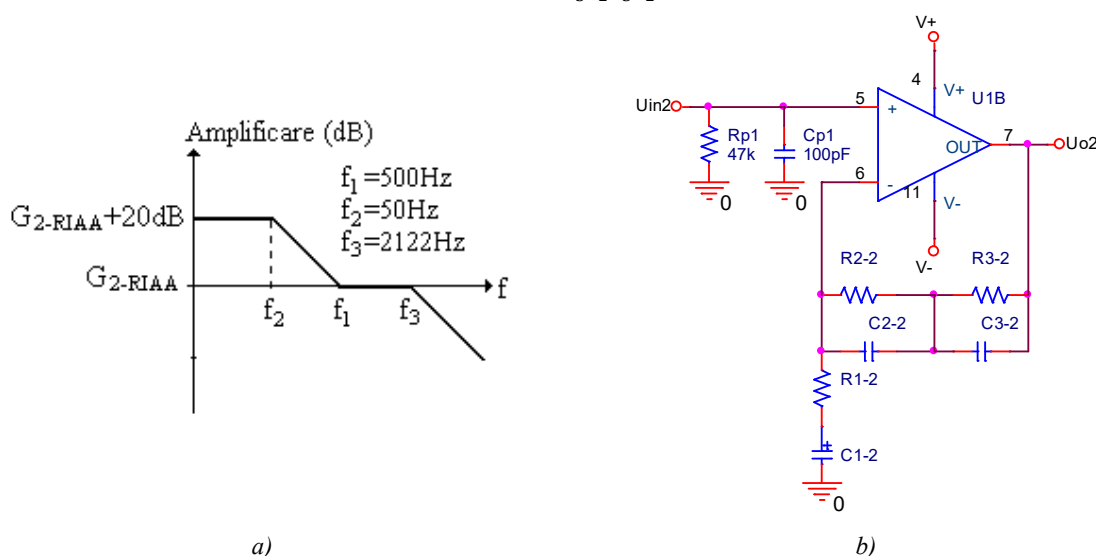 Amplificare (dB)
f1=500Hz
f2=50Hz
f3=2122Hz
G2-RIAA+20dB
G2-RIAA
f2
f1
f3
f
a)
V+
4
V+
U1B
Uin2
5
+
Rp1
47k
Cp1
100pF
OUT
7
Uo2
6
-
11
V-
0
0
V-
R2-2
R3-2
C2-2
C3-2
R1-2
+
C1-2
0
b)